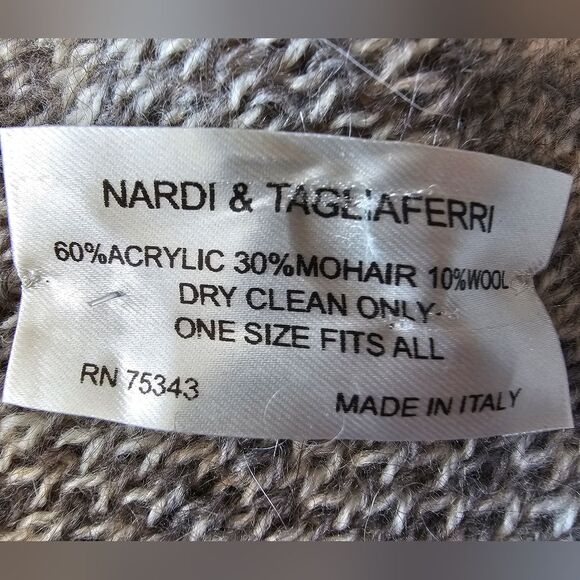 NARDI & TAGLIAFERRI
60%ACRYLIC 30%MOHAIR 10%WOOL
DRY CLEAN ONLY-
ONE SIZE FITS ALL
RN 75343
MADE IN ITALY